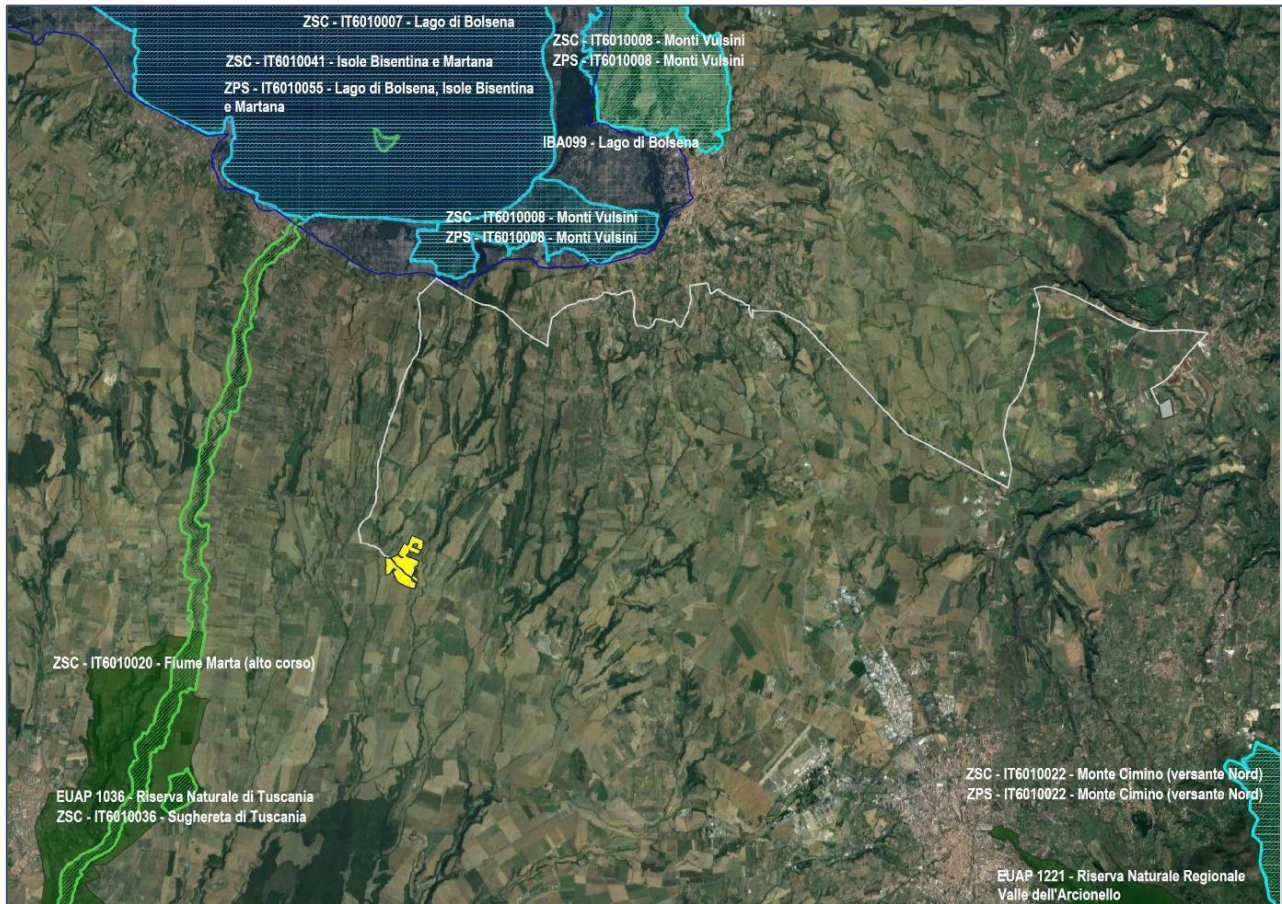 ZSC - IT6010007 - Lago di Bolsena
ZSC - IT6010008 - Monti Vulsini
ZPS - IT6010008 - Monti Vulsini
ZSC - IT6010041 - Isole Bisentina e Martana
ZPS - IT6010055 - Lago di Bolsena, Isole Bisentina
e Martana
IBA099 - Lago di Bolsena
ZSC - IT6010008 - Monti Vulsini
ZPS - IT6010008 - Monti Vulsini
ZSC - IT6010020 - Fiume Marta (alto corso)
EUAP 1036 - Riserva Naturale di Tuscania
ZSC - IT6010036 - Sughereta di Tuscania
ZSC - IT6010022 - Monte Cimino (versante Nord)
ZPS - IT6010022 - Monte Cimino (versante Nord)
EUAP 1221 - Riserva Naturale Regionale
Valle dell'Arcionello